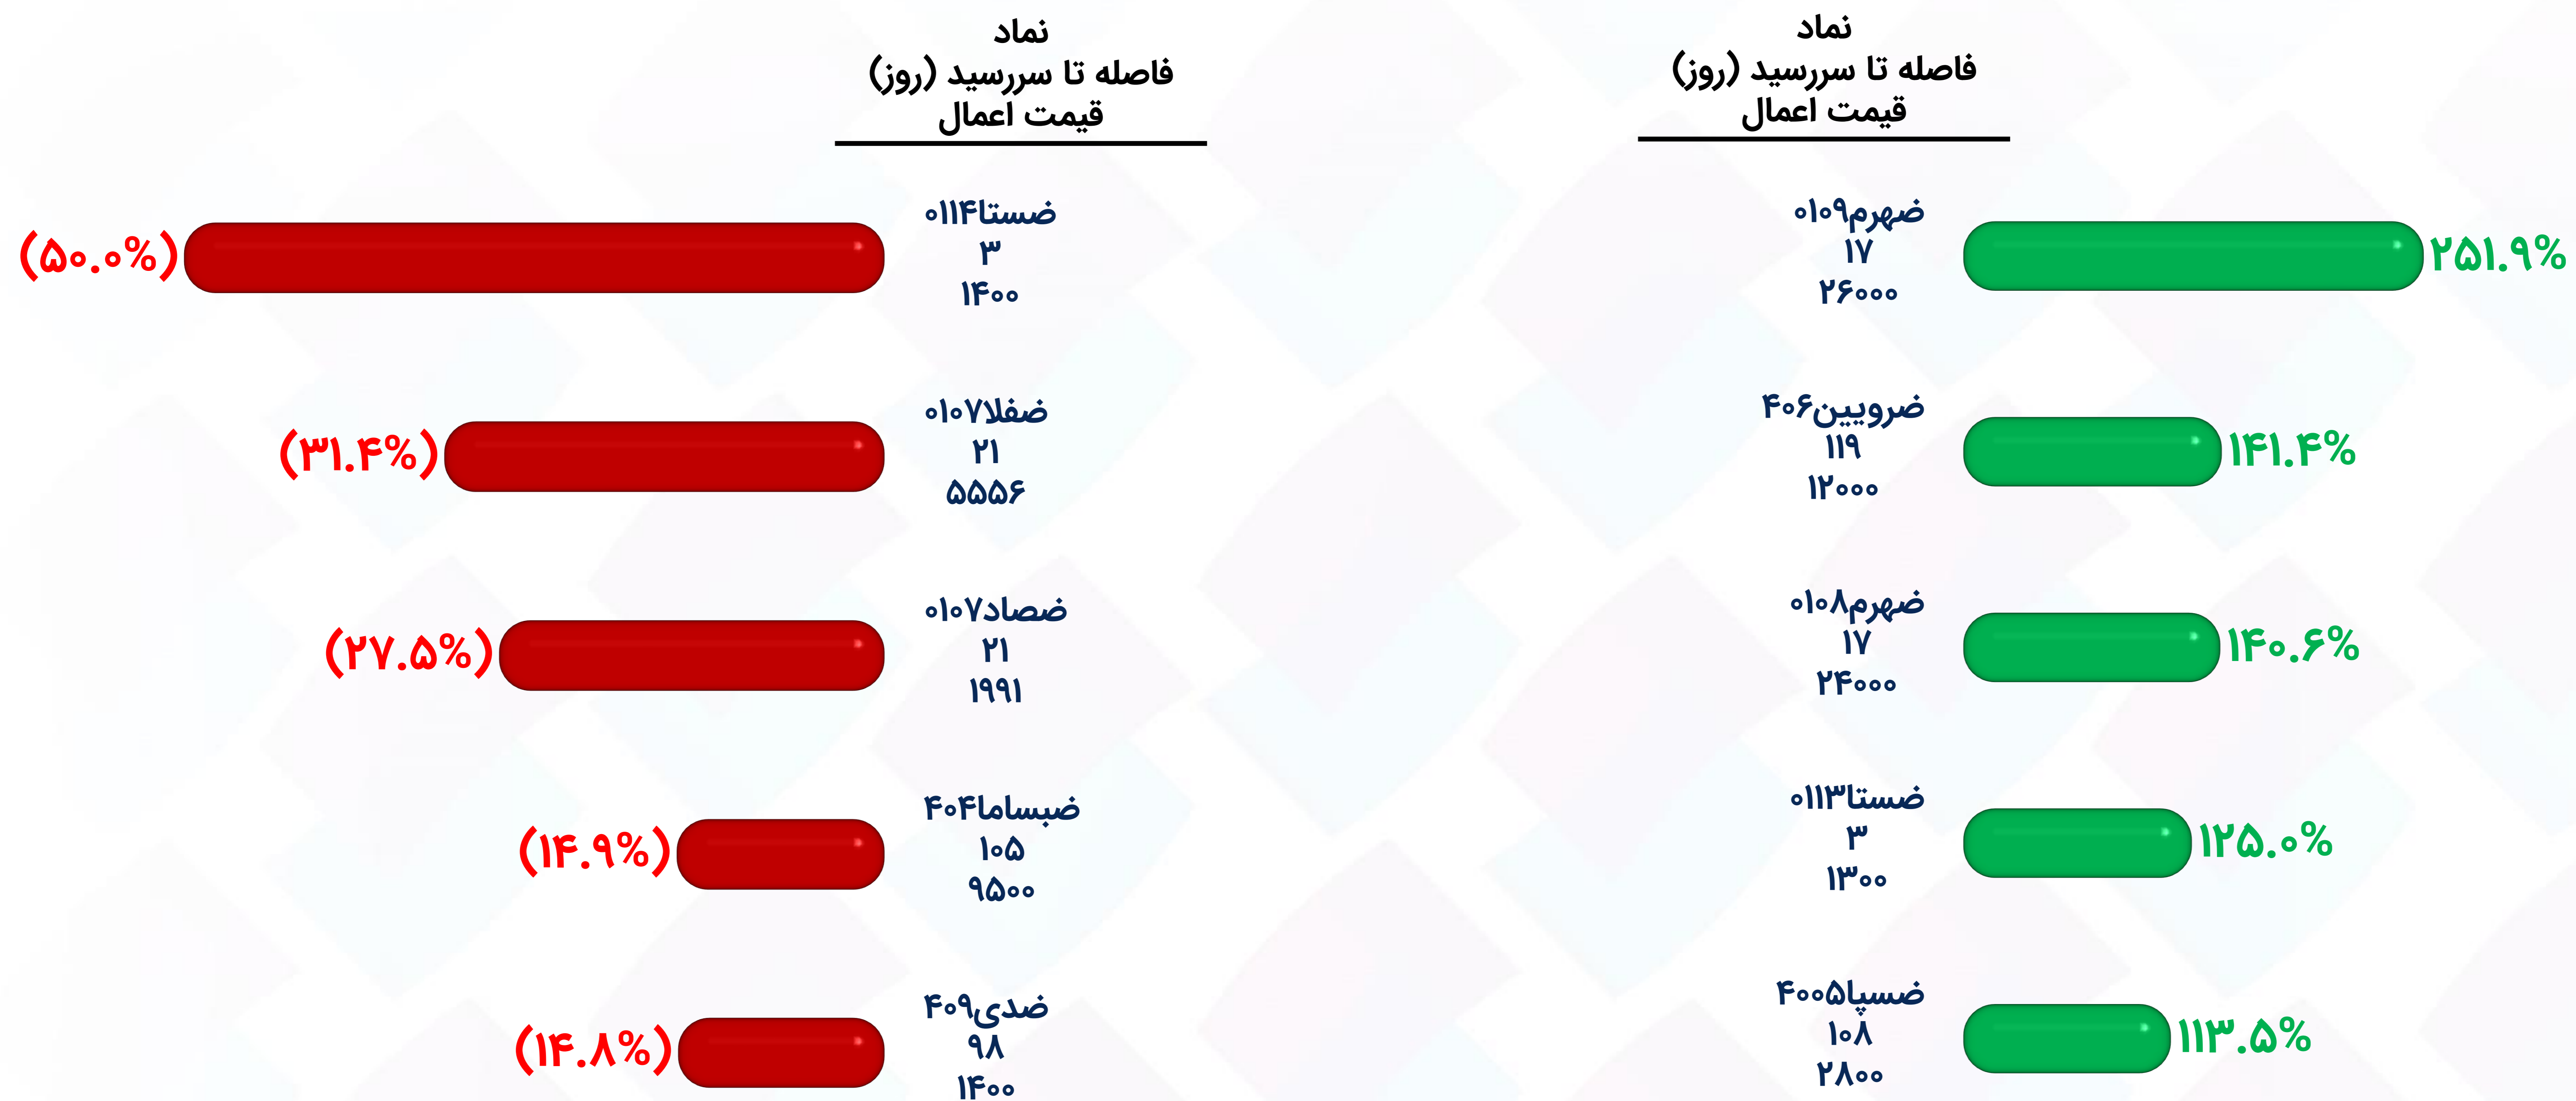 نماد
فاصله تا سررسید (روز)
قیمت اعمال
ضهرم۰۱۰۹
۱۷
۲۶۰۰۰
۲۵۱.۹%
ضرویین۴۰۶
۱۱۹
۱۲۰۰۰
۱۴۱.۴%
ضهرم۰۱۰۸
۱۷
۲۴۰۰۰
۱۴۰.۶%
ضستا۰۱۱۳
۳
۱۳۰۰
۱۲۵.۰%
ضسپا۴۰۰۵
۱۰۸
۲۸۰۰
۱۱۳.۵%
نماد
فاصله تا سررسید (روز)
قیمت اعمال
ضستا۰۱۱۴
۳
۱۴۰۰
(۵۰.۰%)
ضفلا۰۱۰۷
۲۱
۵۵۵۶
(۳۱.۴%)
ضصاد۰۱۰۷
۲۱
۱۹۹۱
(۲۷.۵%)
ضبساما۴۰۴
۱۰۵
۹۵۰۰
(۱۴.۹%)
ضدی۴۰۹
۹۸
۱۴۰۰
(۱۴.۸%)